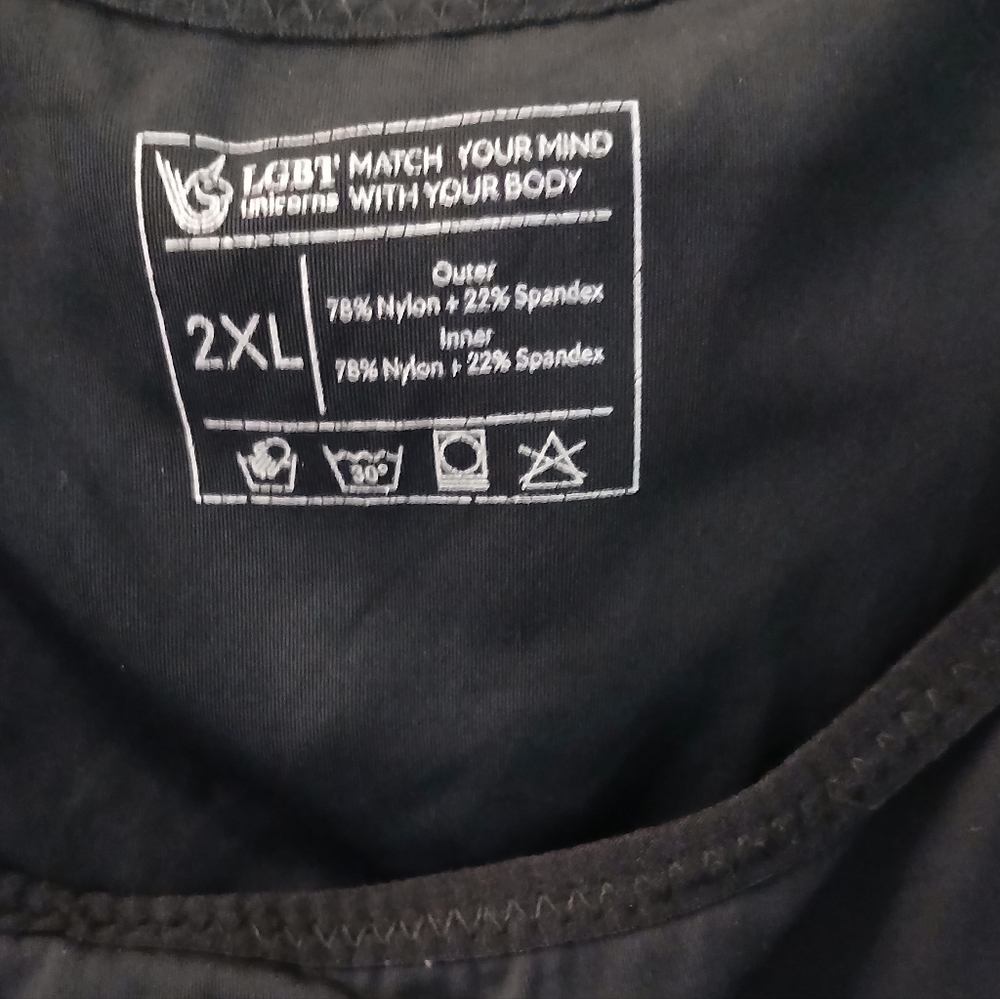 LGBT
unicorns
MATCH YOUR MIND
WITH YOUR BODY
2XL
Outer
78% Nylon + 22% Spandex
Inner
78% Nylon + 22% Spandex
30°